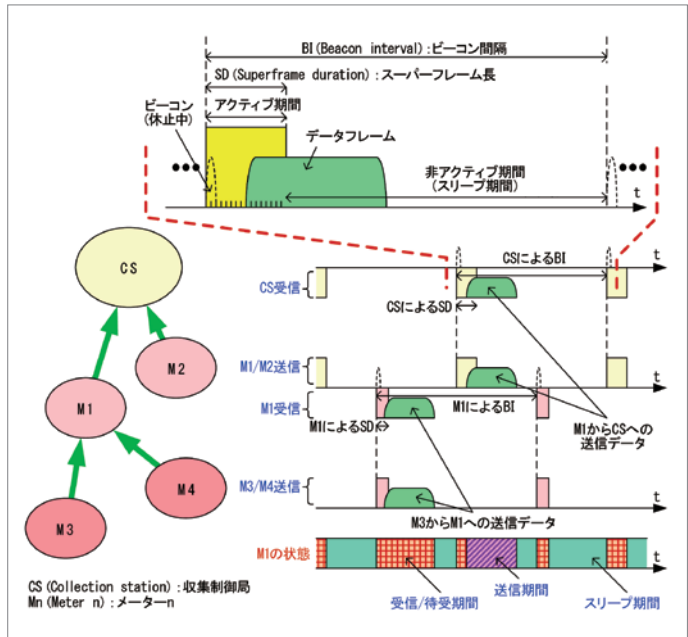 BI(Beacon interval):ビーコン間隔
SD(Superframe duration):スーパーフレーム長
ビーコン
(休止中)
アクティブ期間
データフレーム
非アクティブ期間
(スリープ期間)
t
CSによるBI
t
CS受信
CSによるSD
CS
M2
M1
M4
M3
M1/M2送信
M1受信
M1によるBI
t
M1によるSD
M1からCSへの
送信データ
M3/M4送信
t
M3からM1への送信データ
M1の状態
t
受信/待受期間
送信期間
スリープ期間
CS(Collection station):収集制御局
Mn(Meter n):メーターn